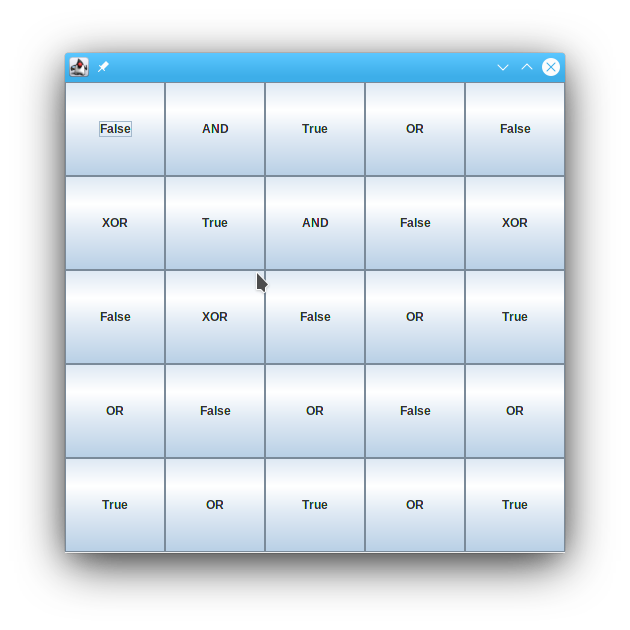 False AND True OR False
XOR True AND False XOR
False XOR False OR True
OR False OR False OR
True OR True OR True